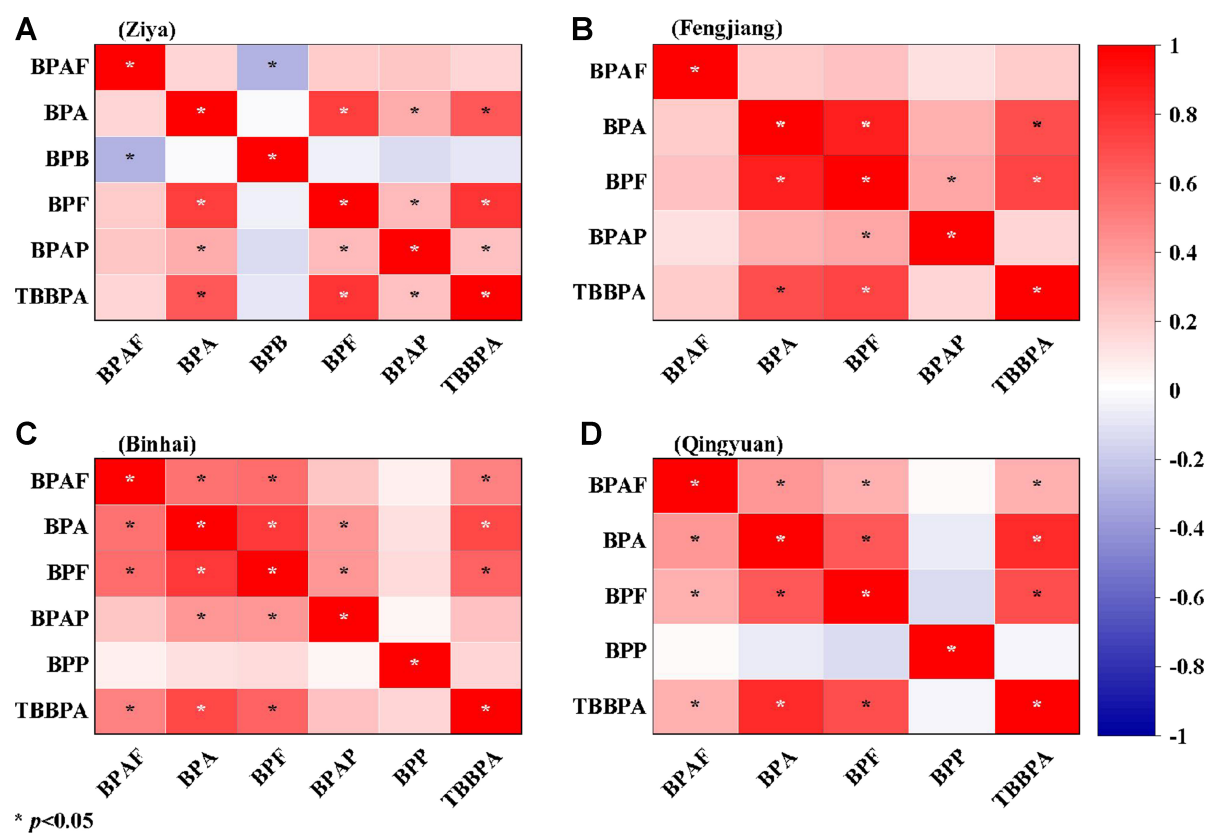 A (Ziya)
BPAF * *
BPA * * * *
BPB * *
BPF * * * *
BPAP * * * *
TBBPA * * * *
BPAF BPA BPB BPF BPAP TBBPA
B (Fengjiang)
BPAF *
BPA * * *
BPF * * * *
BPAP * *
TBBPA * * *
BPAF BPA BPF BPAP TBBPA
C (Binhai)
BPAF * * * *
BPA * * * * *
BPF * * * * *
BPAP * * *
BPP *
TBBPA * * * *
BPAF BPA BPF BPAP BPP TBBPA
D (Qingyuan)
BPAF * * * *
BPA * * * *
BPF * * * *
BPP *
TBBPA * * * *
BPAF BPA BPF BPP TBBPA
1
0.8
0.6
0.4
0.2
0
-0.2
-0.4
-0.6
-0.8
-1
* p<0.05